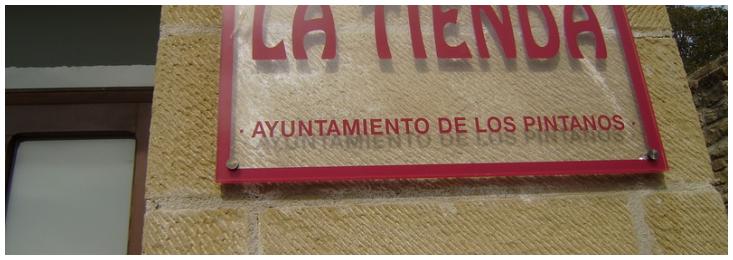 LA TIENDA
· AYUNTAMIENTO DE LOS PINTANOS ·